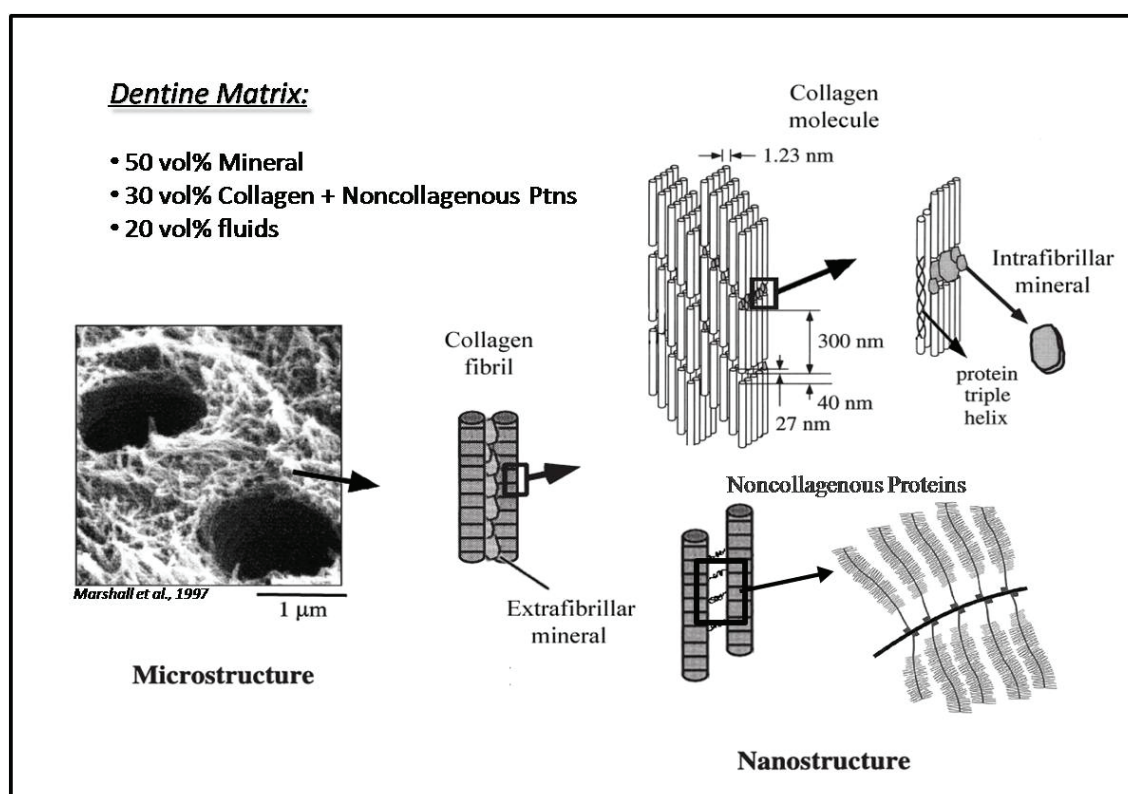 Dentine Matrix:
• 50 vol% Mineral
• 30 vol% Collagen + Noncollagenous Ptns
• 20 vol% fluids
Collagen
molecule
1.23 nm
Intrafibrillar
mineral
300 nm
40 nm
27 nm
protein
triple
helix
Collagen
fibril
Extrafibrillar
mineral
Marshall et al., 1997
1 μm
Microstructure
Noncollagenous Proteins
Nanostructure